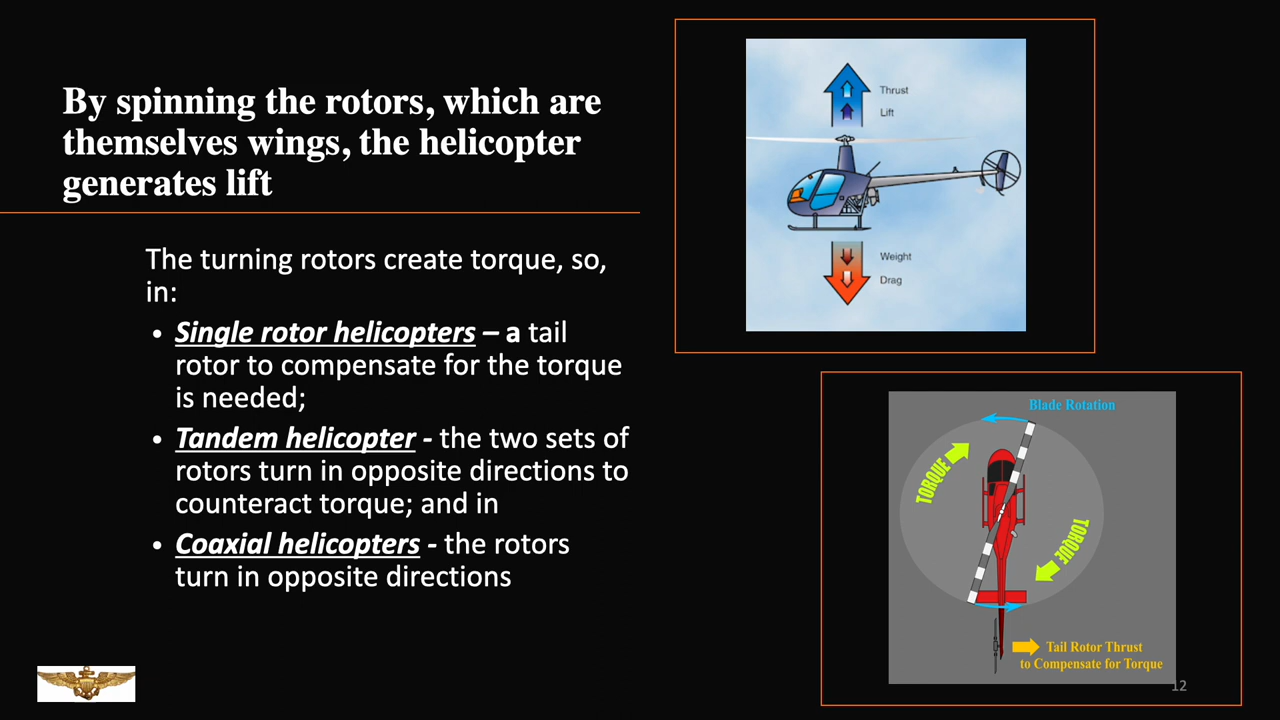 By spinning the rotors, which are
themselves wings, the helicopter
generates lift
The turning rotors create torque, so,
in:
• Single rotor helicopters – a tail
rotor to compensate for the torque
is needed;
• Tandem helicopter - the two sets of
rotors turn in opposite directions to
counteract torque; and in
• Coaxial helicopters - the rotors
turn in opposite directions
Thrust
Lift
Weight
Drag
Blade Rotation
TORQUE
TORQUE
Tail Rotor Thrust
to Compensate for Torque
12